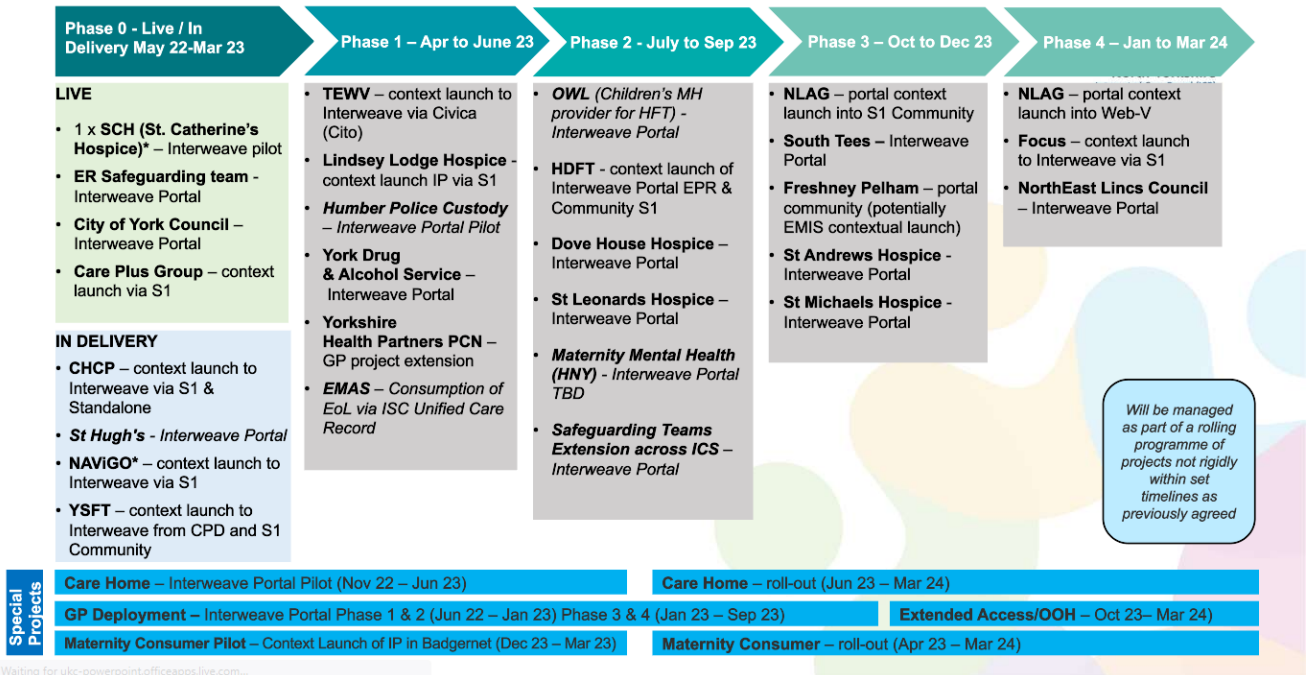 Phase 0 - Live / In
Delivery May 22-Mar 23
Phase 1 – Apr to June 23
Phase 2 - July to Sep 23
Phase 3 – Oct to Dec 23
Phase 4 – Jan to Mar 24
LIVE
• 1 x SCH (St. Catherine's
Hospice)* – Interweave pilot
• ER Safeguarding team -
Interweave Portal
• City of York Council –
Interweave Portal
• Care Plus Group – context
launch via S1
IN DELIVERY
• CHCP – context launch to
Interweave via S1 &
Standalone
• St Hugh's - Interweave Portal
• NAViGO* – context launch to
Interweave via S1
• YSFT – context launch to
Interweave from CPD and S1
Community
• TEWV – context launch to
Interweave via Civica
(Cito)
• Lindsey Lodge Hospice -
context launch IP via S1
• Humber Police Custody
– Interweave Portal Pilot
• York Drug
& Alcohol Service –
Interweave Portal
• Yorkshire
Health Partners PCN –
GP project extension
• EMAS – Consumption of
EoL via ISC Unified Care
Record
• OWL (Children's MH
provider for HFT) -
Interweave Portal
• HDFT - context launch of
Interweave Portal EPR &
Community S1
• Dove House Hospice –
Interweave Portal
• St Leonards Hospice –
Interweave Portal
• Maternity Mental Health
(HNY) - Interweave Portal
TBD
• Safeguarding Teams
Extension across ICS –
Interweave Portal
• NLAG – portal context
launch into S1 Community
• South Tees – Interweave
Portal
• Freshney Pelham – portal
community (potentially
EMIS contextual launch)
• St Andrews Hospice -
Interweave Portal
• St Michaels Hospice -
Interweave Portal
• NLAG – portal context
launch into Web-V
• Focus – context launch
to Interweave via S1
• NorthEast Lincs Council
– Interweave Portal
Will be managed
as part of a rolling
programme of
projects not rigidly
within set
timelines as
previously agreed
Special
Projects
Care Home – Interweave Portal Pilot (Nov 22 – Jun 23)
Care Home – roll-out (Jun 23 – Mar 24)
GP Deployment – Interweave Portal Phase 1 & 2 (Jun 22 – Jan 23) Phase 3 & 4 (Jan 23 – Sep 23)
Extended Access/OOH – Oct 23– Mar 24)
Maternity Consumer Pilot – Context Launch of IP in Badgernet (Dec 23 – Mar 23)
Maternity Consumer – roll-out (Apr 23 – Mar 24)
Waiting for ukc-powerpoint.officeapps.live.com...